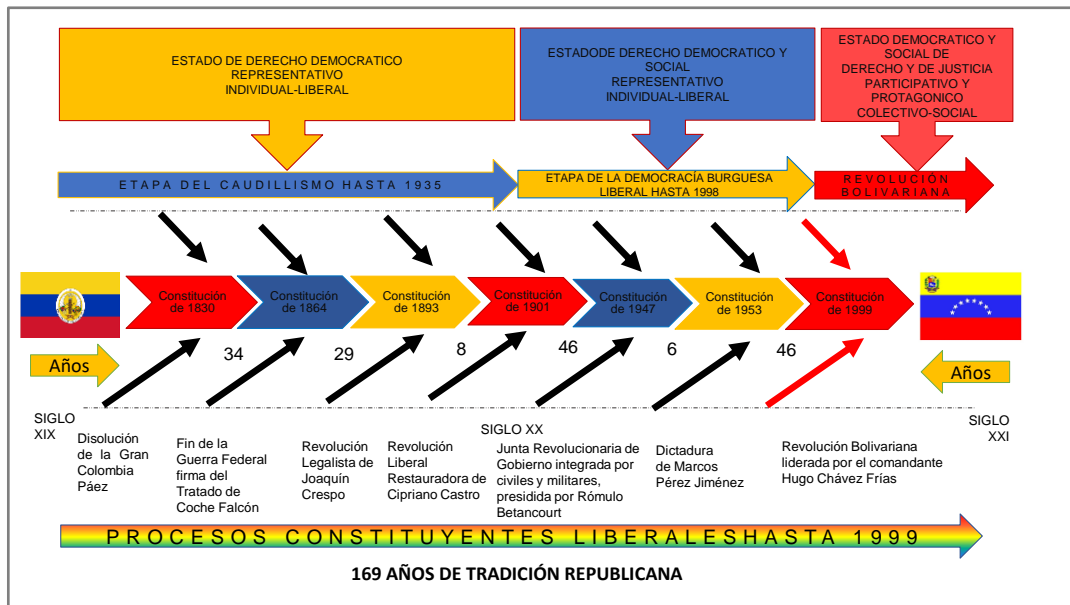 ESTADO DE DERECHO DEMOCRATICO
REPRESENTATIVO
INDIVIDUAL-LIBERAL
ESTADODE DERECHO DEMOCRATICO Y
SOCIAL
REPRESENTATIVO
INDIVIDUAL-LIBERAL
ESTADO DEMOCRATICO Y
SOCIAL DE
DERECHO Y DE JUSTICIA
PARTICIPATIVO Y
PROTAGONICO
COLECTIVO-SOCIAL
ETAPA DEL CAUDILLISMO HASTA 1935
ETAPA DE LA DEMOCRACÍA BURGUESA
LIBERAL HASTA 1998
REVOLUCIÓN
BOLIVARIANA
Constitución
de 1830
Constitución
de 1864
Constitución
de 1893
Constitución
de 1901
Constitución
de 1947
Constitución
de 1953
Constitución
de 1999
Años
34
29
8
46
6
46
Años
SIGLO
XIX
SIGLO XX
SIGLO
XXI
Disolución
de la Gran
Colombia
Páez
Fin de la
Guerra Federal
firma del
Tratado de
Coche Falcón
Revolución
Legalista de
Joaquín
Crespo
Revolución
Liberal
Restauradora de
Cipriano Castro
Junta Revolucionaria de
Gobierno integrada por
civiles y militares,
presidida por Rómulo
Betancourt
Dictadura
de Marcos
Pérez Jiménez
Revolución Bolivariana
liderada por el comandante
Hugo Chávez Frías
PROCESOS CONSTITUYENTES LIBERALESHASTA 1999
169 AÑOS DE TRADICIÓN REPUBLICANA